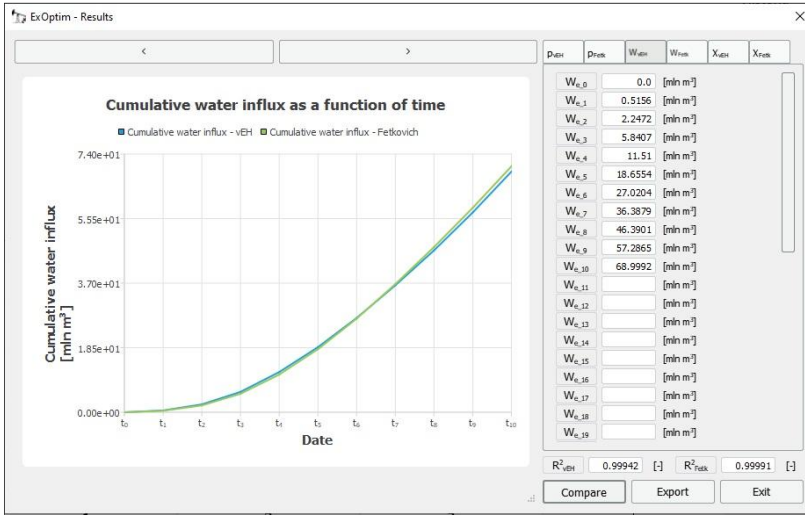 ExOptim - Results
<
>
Cumulative water influx as a function of time
Cumulative water influx - vEH Cumulative water influx - Fetkovich
7.40e+01
5.55e+01
3.70e+01
1.85e+01
0.00e+00
Cumulative water influx
[mln m³]
t₀ t₁ t₂ t₃ t₄ t₅ t₆ t₇ t₈ t₉ t₁₀
Date
PvEH PFetk WvEH WFetk XvEH XFetk
We_0 0.0 [mln m³]
We_1 0.5156 [mln m³]
We_2 2.2472 [mln m³]
We_3 5.8407 [mln m³]
We_4 11.51 [mln m³]
We_5 18.6554 [mln m³]
We_6 27.0204 [mln m³]
We_7 36.3879 [mln m³]
We_8 46.3901 [mln m³]
We_9 57.2865 [mln m³]
We_10 68.9992 [mln m³]
We_11 [mln m³]
We_12 [mln m³]
We_13 [mln m³]
We_14 [mln m³]
We_15 [mln m³]
We_16 [mln m³]
We_17 [mln m³]
We_18 [mln m³]
We_19 [mln m³]
R²vEH 0.99942 [-] R²Fetk 0.99991 [-]
Compare Export Exit